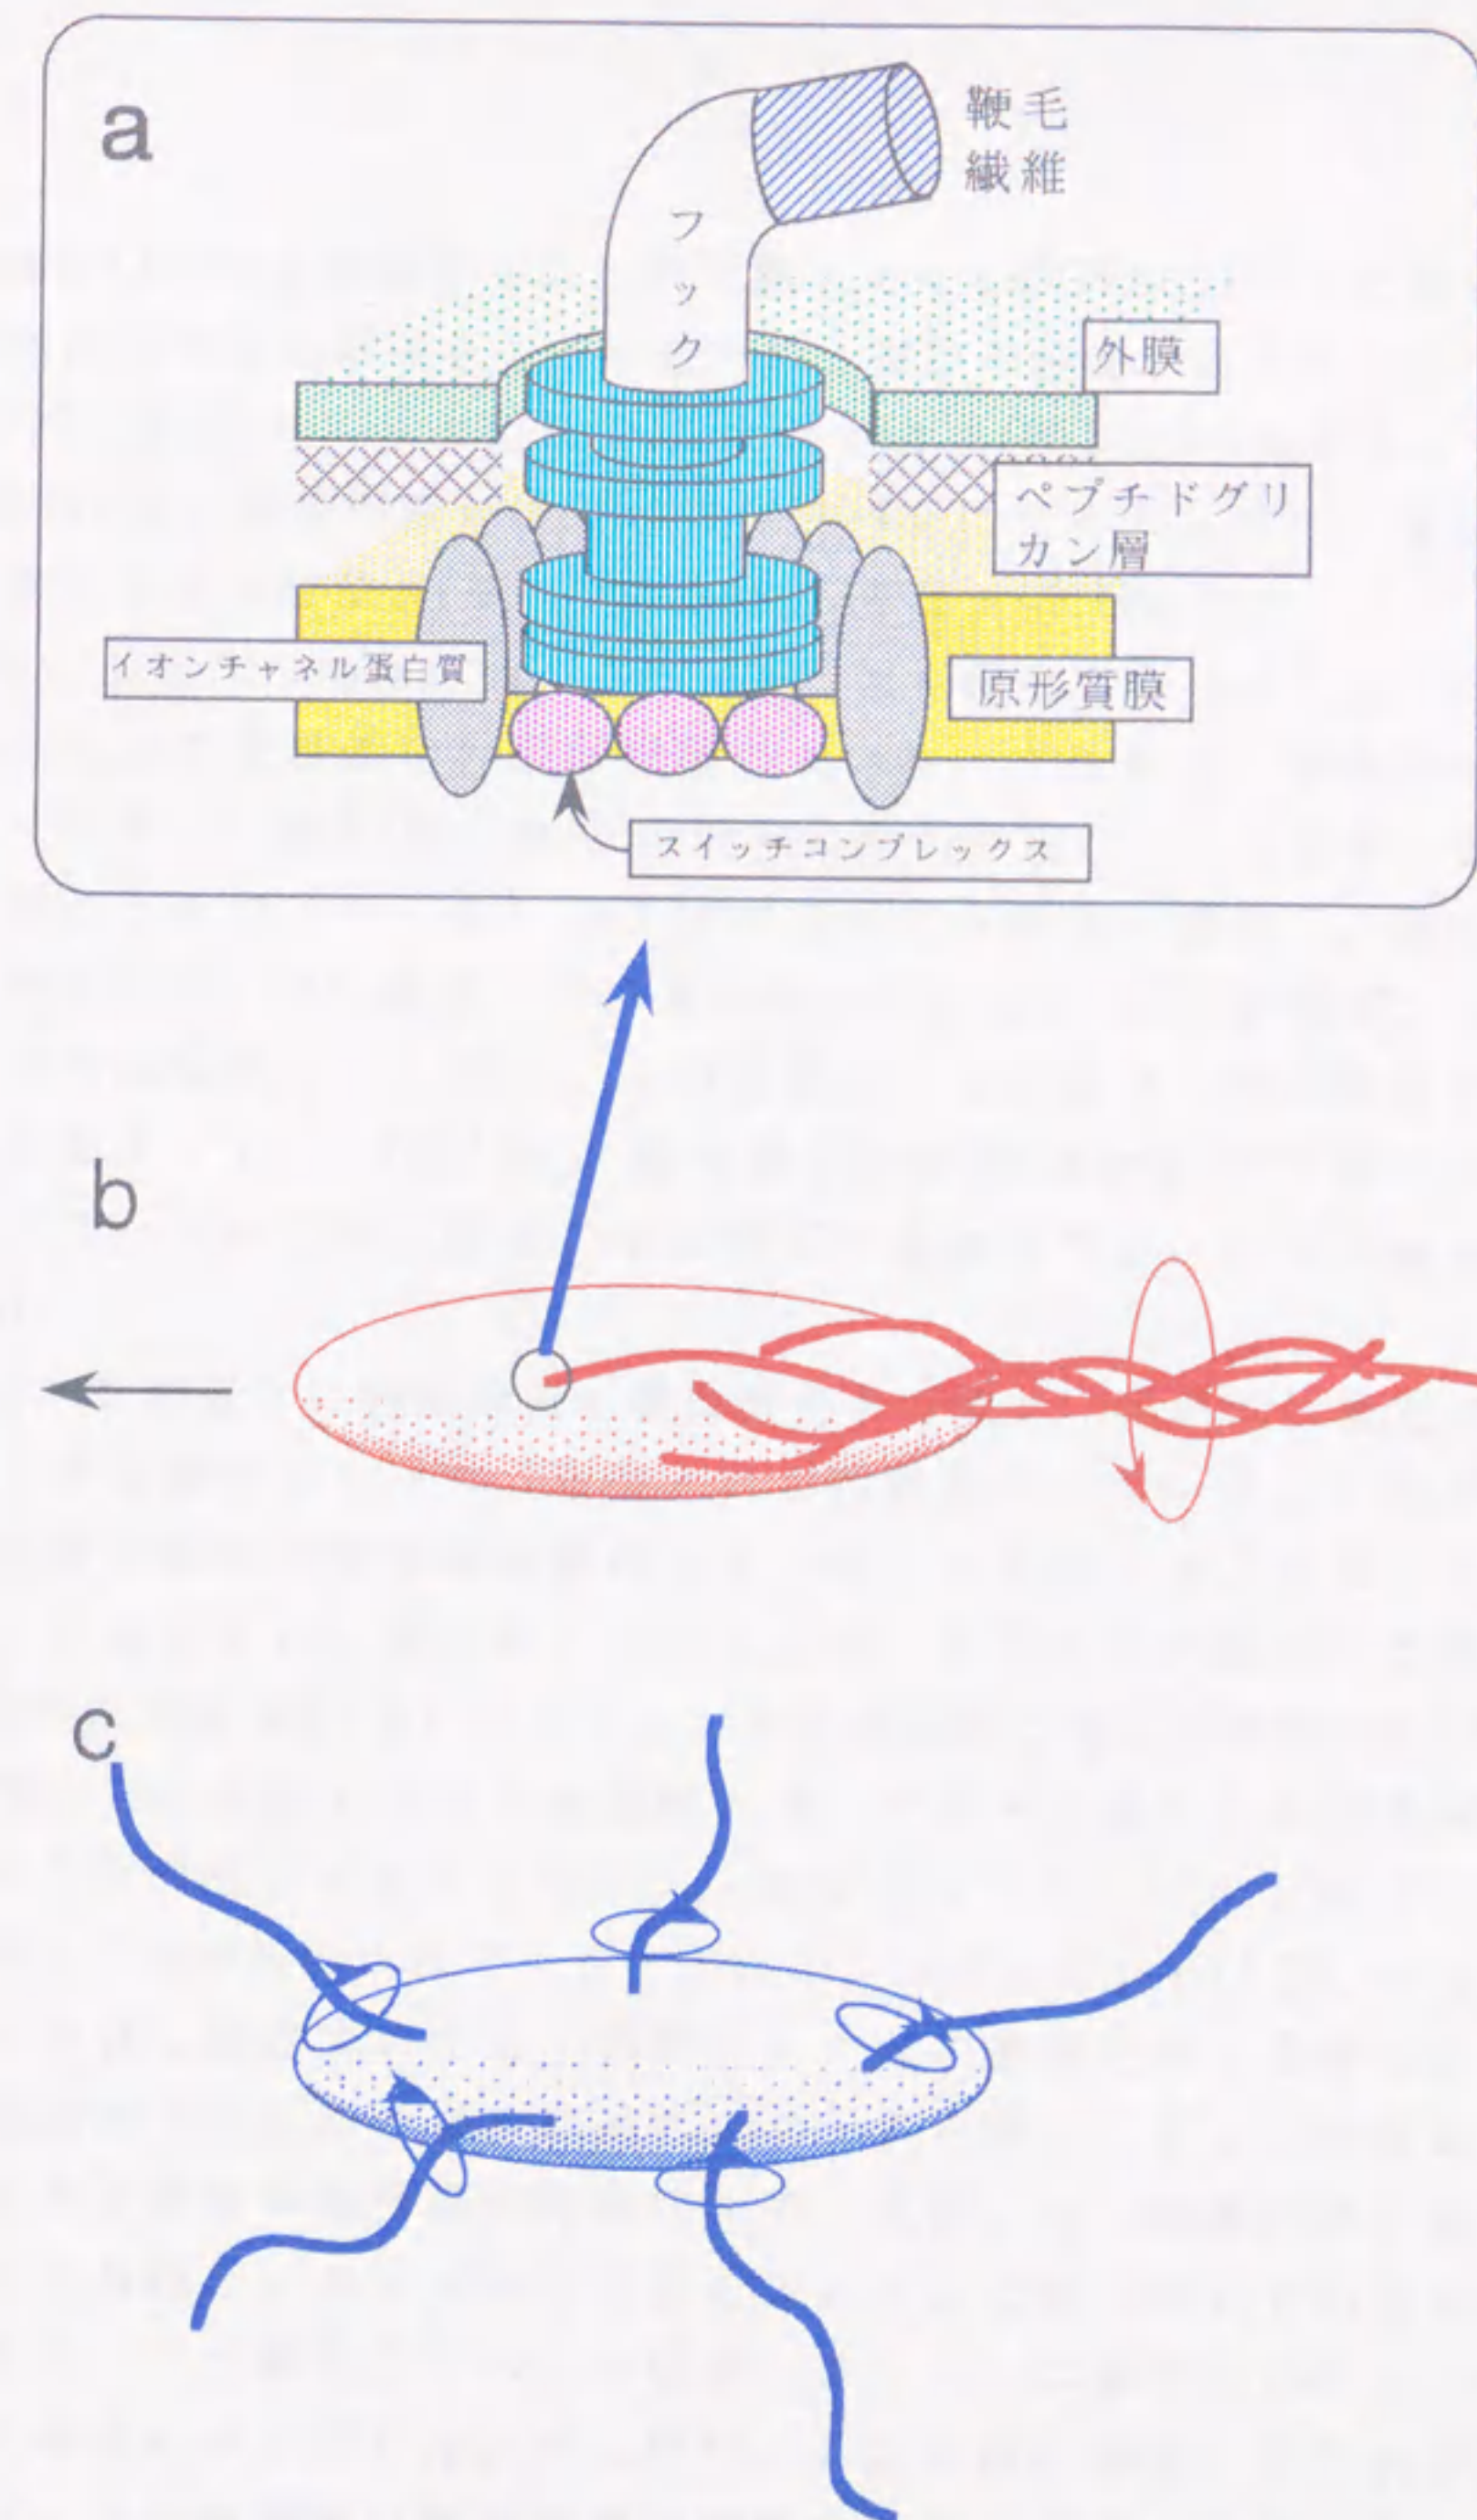 a
鞭毛
繊維
フック
外膜
ペプチドグリ
カン層
イオンチャネル蛋白質
原形質膜
スイッチコンプレックス
b
c